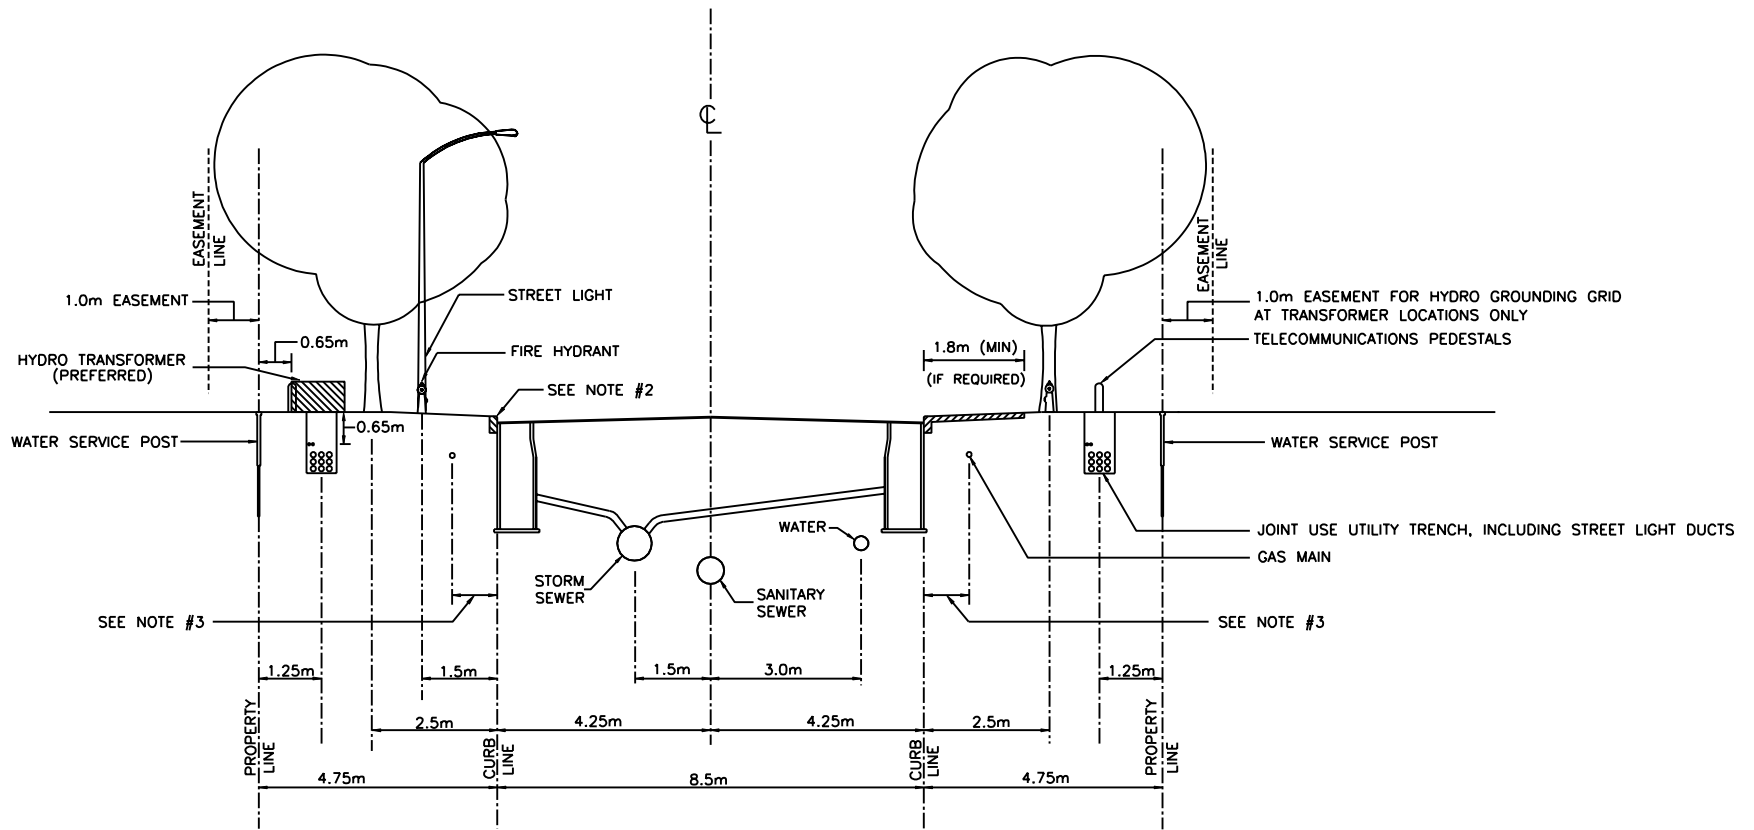 ℄
EASEMENT
LINE
EASEMENT
LINE
1.0m EASEMENT
STREET LIGHT
1.0m EASEMENT FOR HYDRO GROUNDING GRID
AT TRANSFORMER LOCATIONS ONLY
0.65m
HYDRO TRANSFORMER
(PREFERRED)
FIRE HYDRANT
1.8m (MIN)
(IF REQUIRED)
TELECOMMUNICATIONS PEDESTALS
SEE NOTE #2
0.65m
WATER SERVICE POST
WATER SERVICE POST
WATER
JOINT USE UTILITY TRENCH, INCLUDING STREET LIGHT DUCTS
GAS MAIN
STORM
SEWER
SANITARY
SEWER
SEE NOTE #3
SEE NOTE #3
1.25m
1.5m
1.5m
3.0m
1.25m
2.5m
4.25m
4.25m
2.5m
PROPERTY
LINE
CURB
LINE
CURB
LINE
PROPERTY
LINE
4.75m
8.5m
4.75m